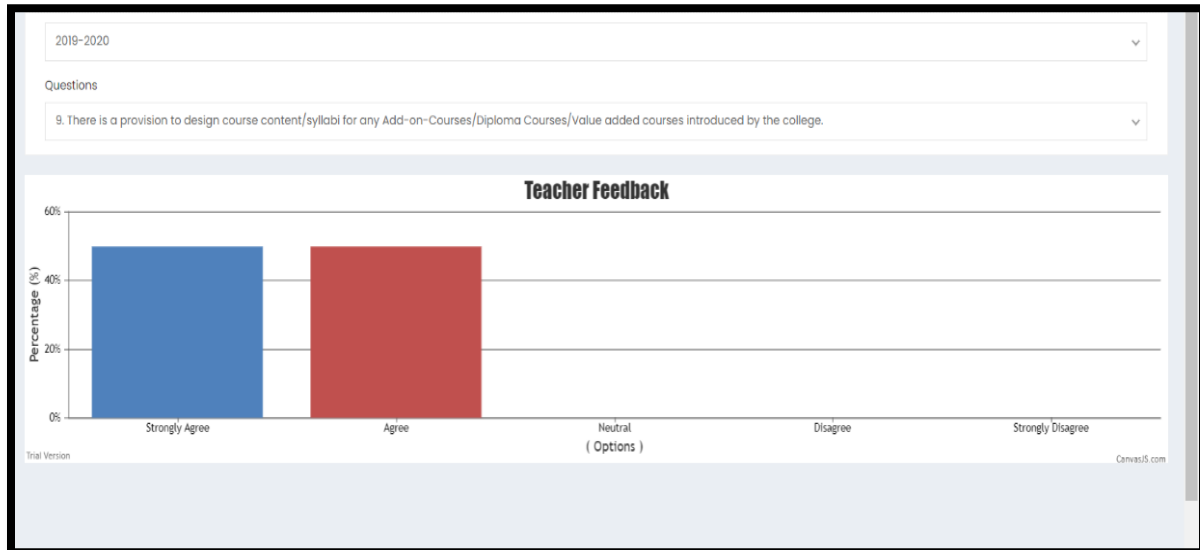 2019-2020
Questions
9. There is a provision to design course content/syllabi for any Add-on-Courses/Diploma Courses/Value added courses introduced by the college.
Teacher Feedback
60%
40%
20%
0%
Percentage (%)
Strongly Agree
Agree
Neutral
Disagree
Strongly Disagree
( Options )
Trial Version
CanvasJS.com